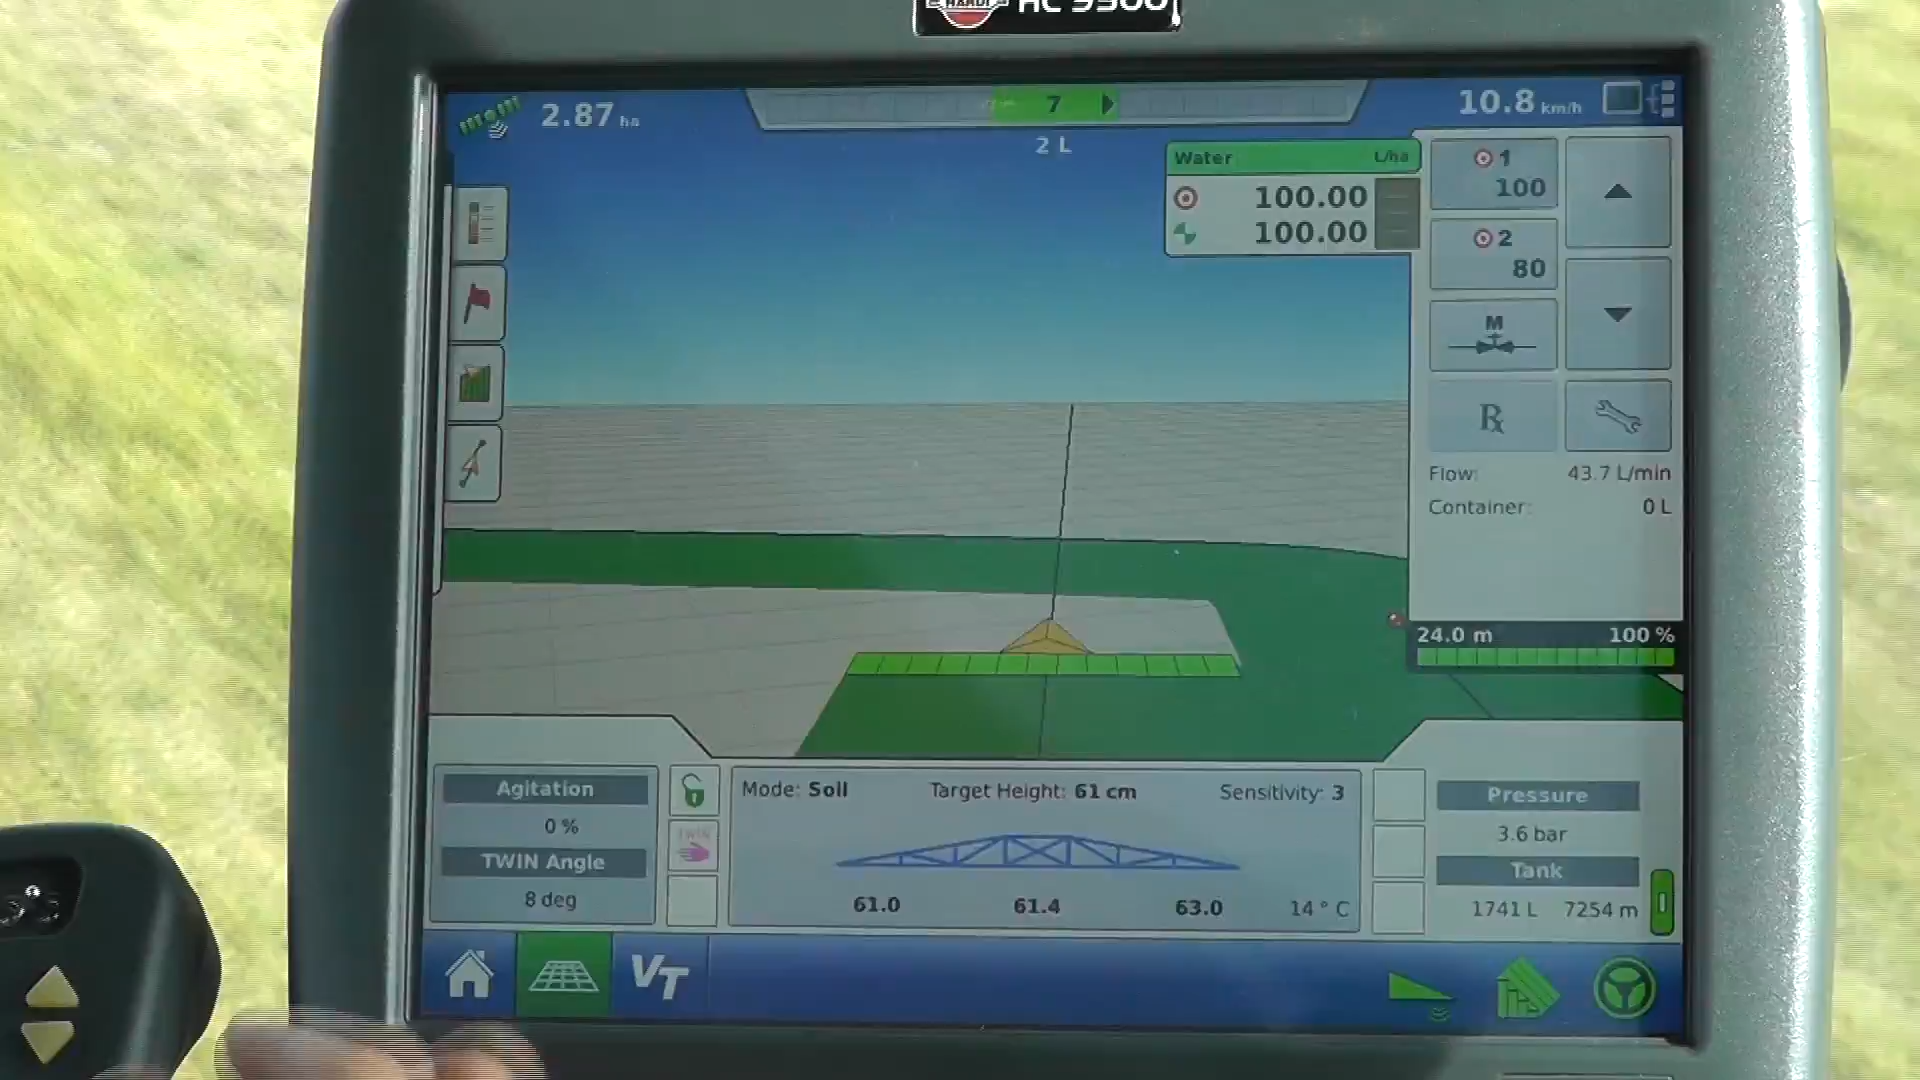 HARDI HC 9500
2.87 ha
7
10.8 km/h
2 L
Water L/ha
100.00
100.00
1
100
2
80
M
Rx
Flow: 43.7 L/min
Container: 0 L
24.0 m 100 %
Agitation
0 %
TWIN Angle
8 deg
TWIN
Mode: Soil Target Height: 61 cm Sensitivity: 3
61.0 61.4 63.0 14 ° C
Pressure
3.6 bar
Tank
1741 L 7254 m
VT